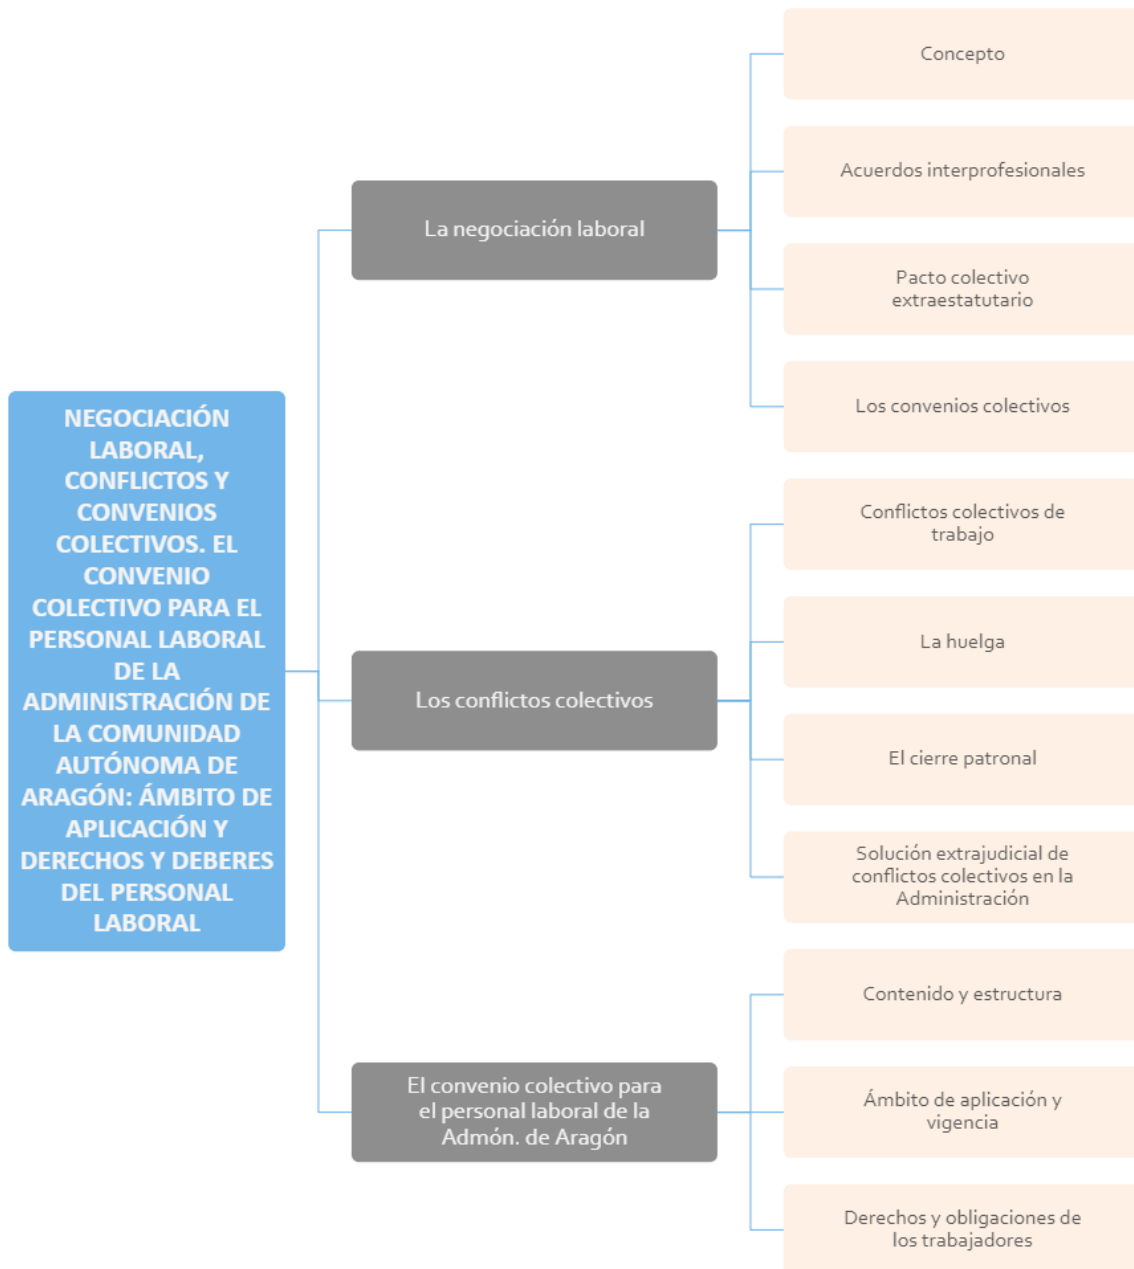 NEGOCIACIÓN
LABORAL,
CONFLICTOS Y
CONVENIOS
COLECTIVOS. EL
CONVENIO
COLECTIVO PARA EL
PERSONAL LABORAL
DE LA
ADMINISTRACIÓN DE
LA COMUNIDAD
AUTÓNOMA DE
ARAGÓN: ÁMBITO DE
APLICACIÓN Y
DERECHOS Y DEBERES
DEL PERSONAL
LABORAL
La negociación laboral
Concepto
Acuerdos interprofesionales
Pacto colectivo
extraestatutario
Los convenios colectivos
Los conflictos colectivos
Conflictos colectivos de
trabajo
La huelga
El cierre patronal
Solución extrajudicial de
conflictos colectivos en la
Administración
El convenio colectivo para
el personal laboral de la
Admón. de Aragón
Contenido y estructura
Ámbito de aplicación y
vigencia
Derechos y obligaciones de
los trabajadores